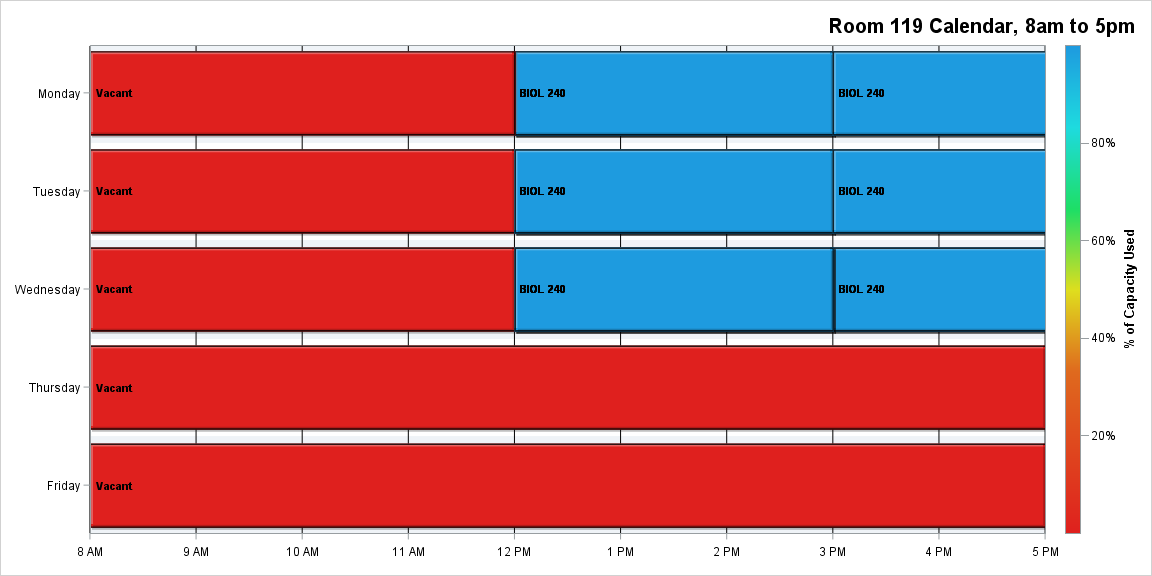 Room 119 Calendar, 8am to 5pm
Monday
Vacant
BIOL 240
BIOL 240
Tuesday
Vacant
BIOL 240
BIOL 240
Wednesday
Vacant
BIOL 240
BIOL 240
Thursday
Vacant
Friday
Vacant
8 AM
9 AM
10 AM
11 AM
12 PM
1 PM
2 PM
3 PM
4 PM
5 PM
80%
60%
40%
20%
% of Capacity Used